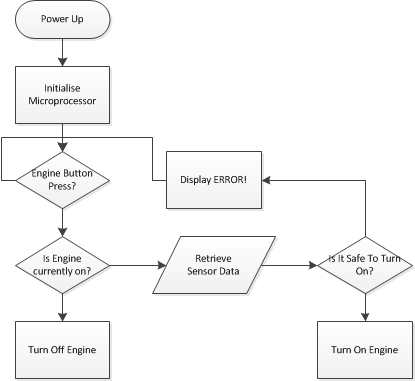 Power Up
Initialise
Microprocessor
Engine Button
Press?
Display ERROR!
Is Engine
currently on?
Retrieve
Sensor Data
Is It Safe To Turn
On?
Turn Off Engine
Turn On Engine